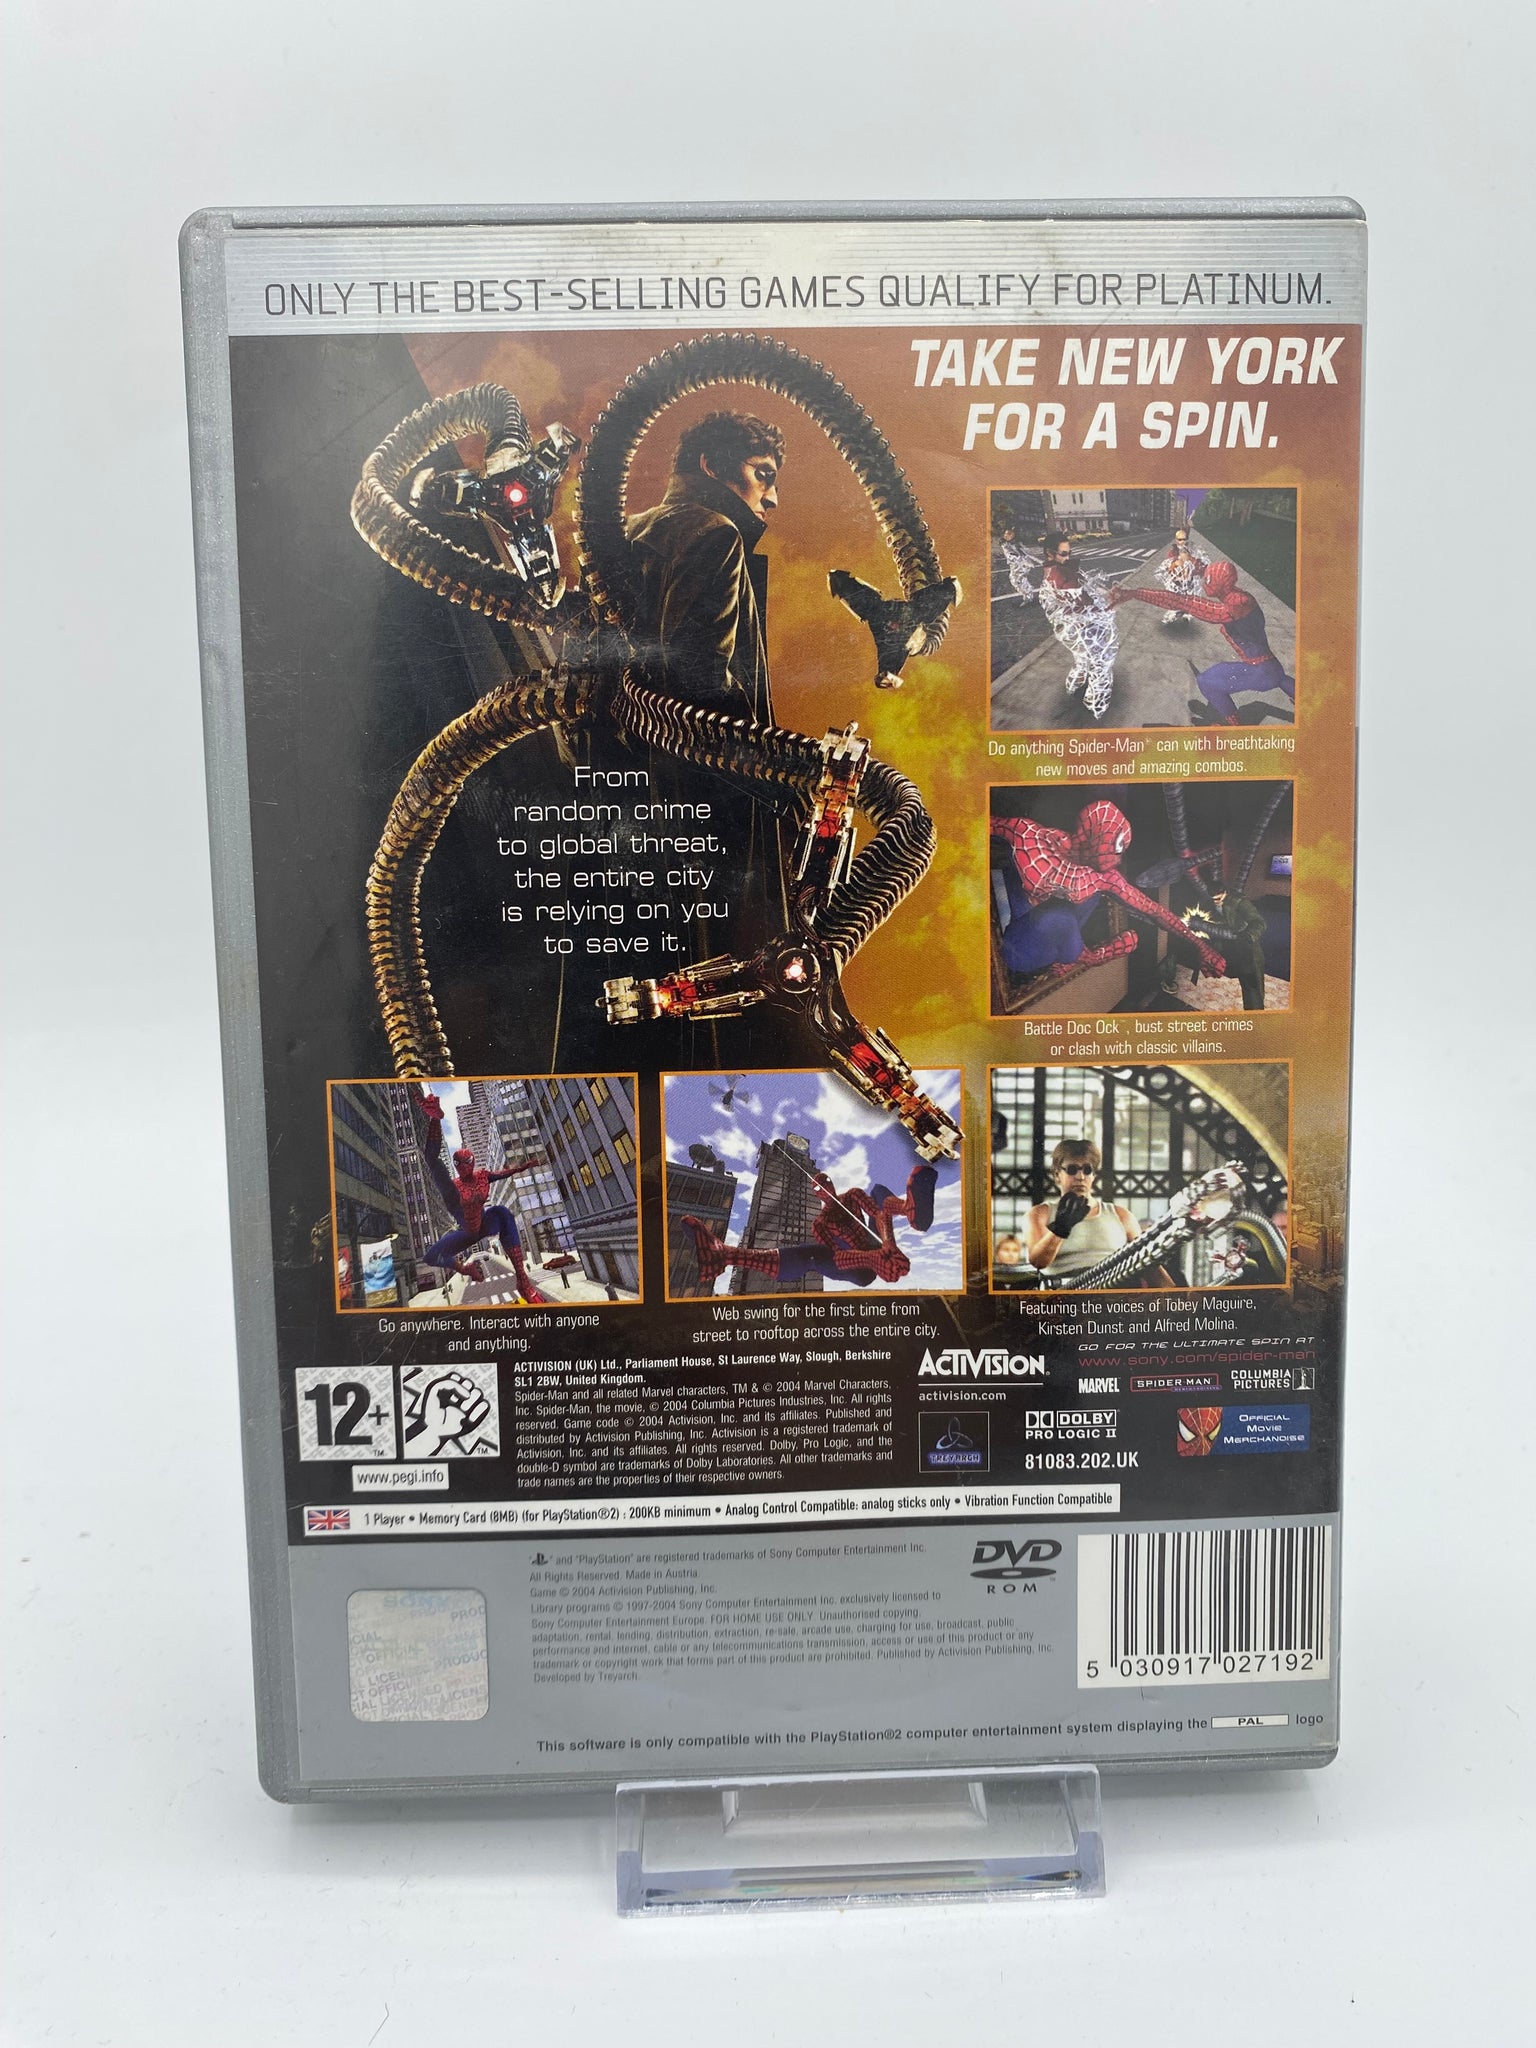 ONLY THE BEST-SELLING GAMES QUALIFY FOR PLATINUM.
TAKE NEW YORK
FOR A SPIN.
Do anything Spider-Man® can with breathtaking
new moves and amazing combos.
From
random crime
to global threat,
the entire city
is relying on you
to save it.
Battle Doc Ock™, bust street crimes
or clash with classic villains.
Go anywhere. Interact with anyone
and anything.
Web swing for the first time from
street to rooftop across the entire city.
Featuring the voices of Tobey Maguire,
Kirsten Dunst and Alfred Molina.
GO FOR THE ULTIMATE SPIN AT
www.sony.com/spider-man
12+
™
™
www.pegi.info
ACTIVISION (UK) Ltd., Parliament House, St Laurence Way, Slough, Berkshire
SL1 2BW, United Kingdom.
Spider-Man and all related Marvel characters, TM & © 2004 Marvel Characters,
Inc. Spider-Man, the movie, © 2004 Columbia Pictures Industries, Inc. All rights
reserved. Game code © 2004 Activision, Inc. and its affiliates. Published and
distributed by Activision Publishing, Inc. Activision is a registered trademark of
Activision, Inc. and its affiliates. All rights reserved. Dolby, Pro Logic, and the
double-D symbol are trademarks of Dolby Laboratories. All other trademarks and
trade names are the properties of their respective owners.
ACTIVISION®
activision.com
MARVEL
SPIDER-MAN
COLUMBIA
PICTURES
TREYARCH
DOLBY
PRO LOGIC II
81083.202.UK
OFFICIAL
MOVIE
MERCHANDISE
1 Player • Memory Card (8MB) (for PlayStation®2) : 200KB minimum • Analog Control Compatible: analog sticks only • Vibration Function Compatible
" " and "PlayStation" are registered trademarks of Sony Computer Entertainment Inc.
All Rights Reserved. Made in Austria.
Game © 2004 Activision Publishing, Inc.
Library programs © 1997-2004 Sony Computer Entertainment Inc. exclusively licensed to
Sony Computer Entertainment Europe. FOR HOME USE ONLY. Unauthorised copying,
adaptation, rental, lending, distribution, extraction, re-sale, arcade use, charging for use, broadcast, public
performance and internet, cable or any telecommunications transmission, access or use of this product or any
trademark or copyright work that forms part of this product are prohibited. Published by Activision Publishing, Inc.
Developed by Treyarch.
DVD
ROM
SONY
5 030917 027192
This software is only compatible with the PlayStation®2 computer entertainment system displaying the PAL logo